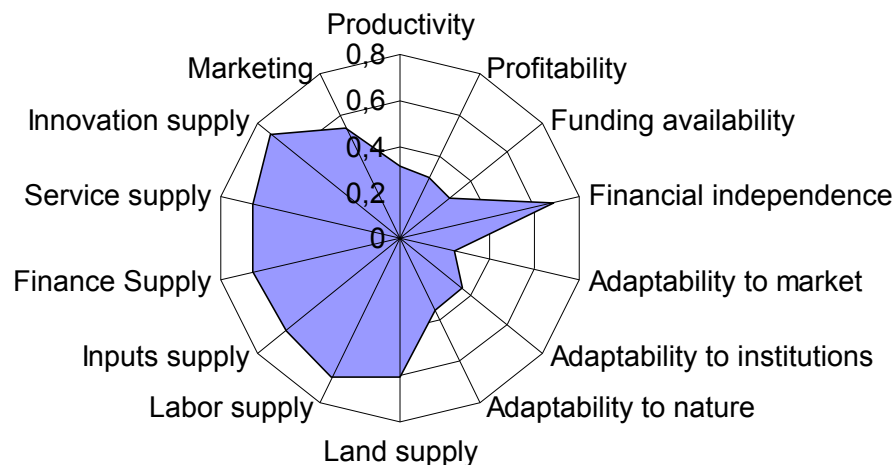 Productivity
0,8
Marketing
Profitability
0,6
Innovation supply
Funding availability
0,4
Service supply
0,2
Financial independence
0
Finance Supply
Adaptability to market
Inputs supply
Adaptability to institutions
Labor supply
Adaptability to nature
Land supply